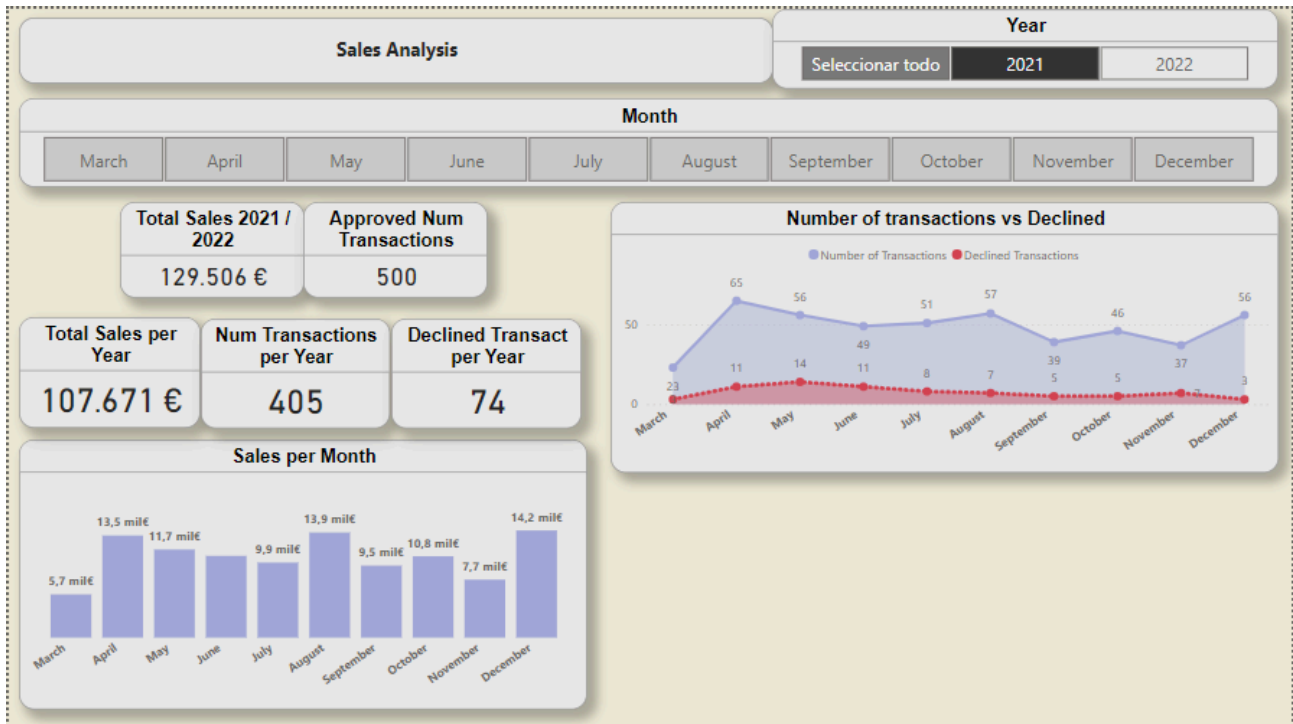 Sales Analysis
Year
Seleccionar todo
2021
2022
Month
March
April
May
June
July
August
September
October
November
December
Total Sales 2021 /
2022
129.506 €
Approved Num
Transactions
500
Total Sales per
Year
107.671 €
Num Transactions
per Year
405
Declined Transact
per Year
74
Number of transactions vs Declined
Number of Transactions
Declined Transactions
50
0
23
65
56
49
51
57
39
46
37
56
11
14
11
8
7
5
5
3
March
April
May
June
July
August
September
October
November
December
Sales per Month
5,7 mil€
13,5 mil€
11,7 mil€
9,9 mil€
13,9 mil€
9,5 mil€
10,8 mil€
7,7 mil€
14,2 mil€
March
April
May
June
July
August
September
October
November
December